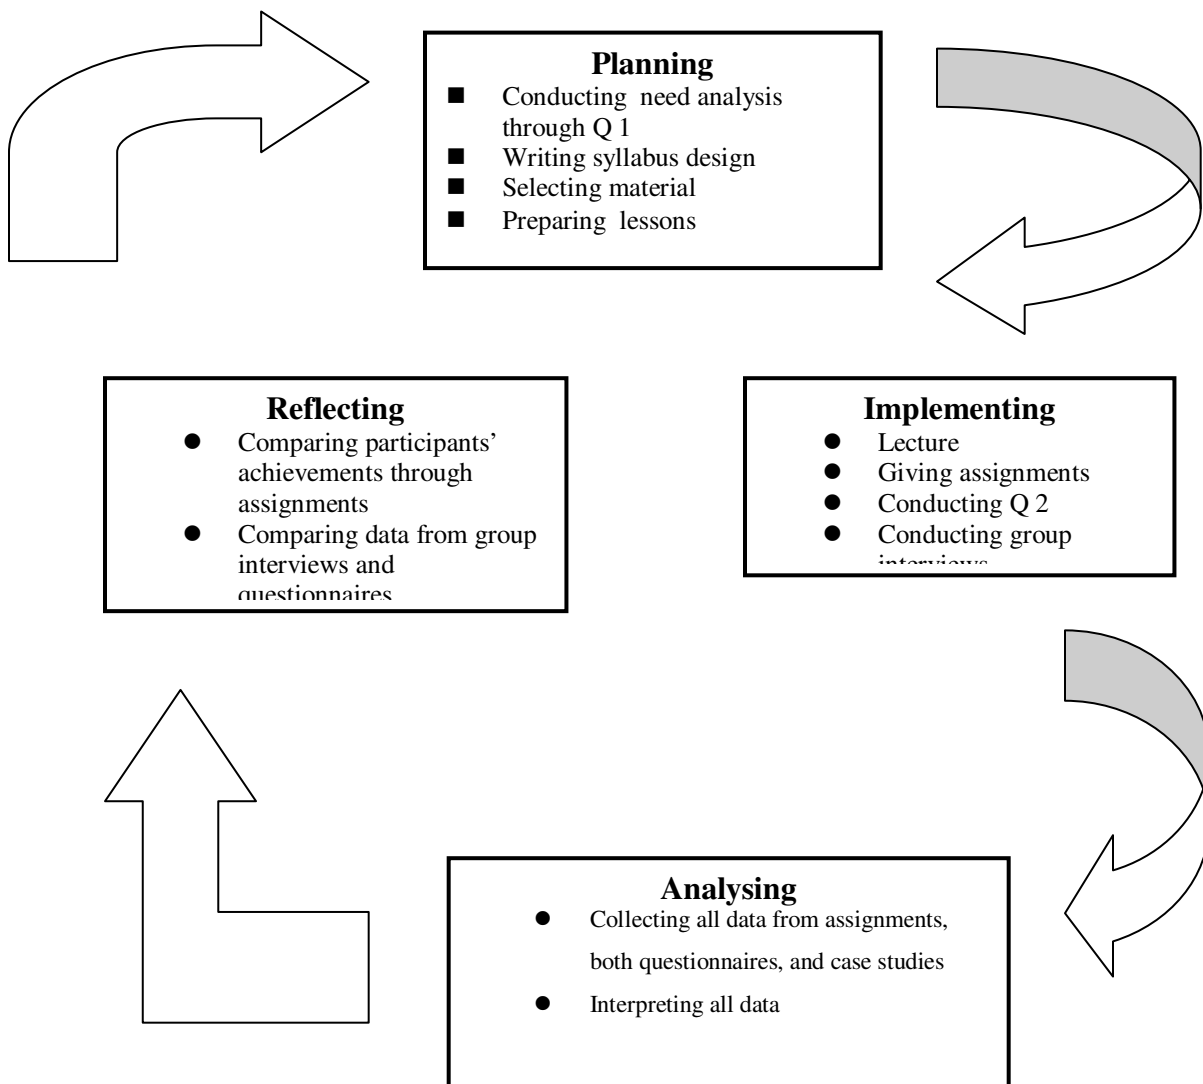 Planning
■ Conducting need analysis
through Q 1
■ Writing syllabus design
■ Selecting material
■ Preparing lessons
Reflecting
● Comparing participants’
achievements through
assignments
● Comparing data from group
interviews and
questionnaires
Implementing
● Lecture
● Giving assignments
● Conducting Q 2
● Conducting group
interviews
Analysing
● Collecting all data from assignments,
both questionnaires, and case studies
● Interpreting all data